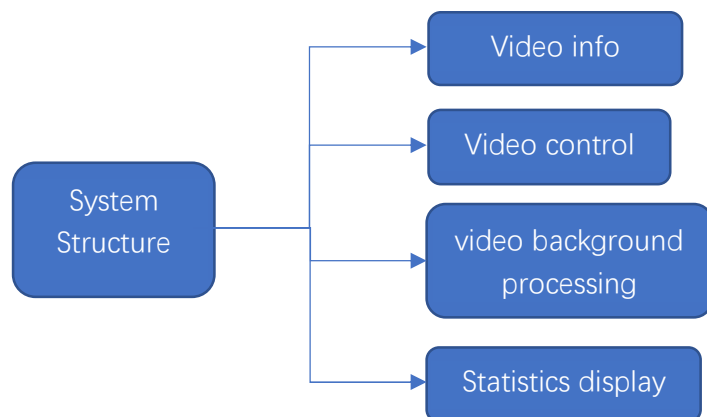 System
Structure
Video info
Video control
video background
processing
Statistics display